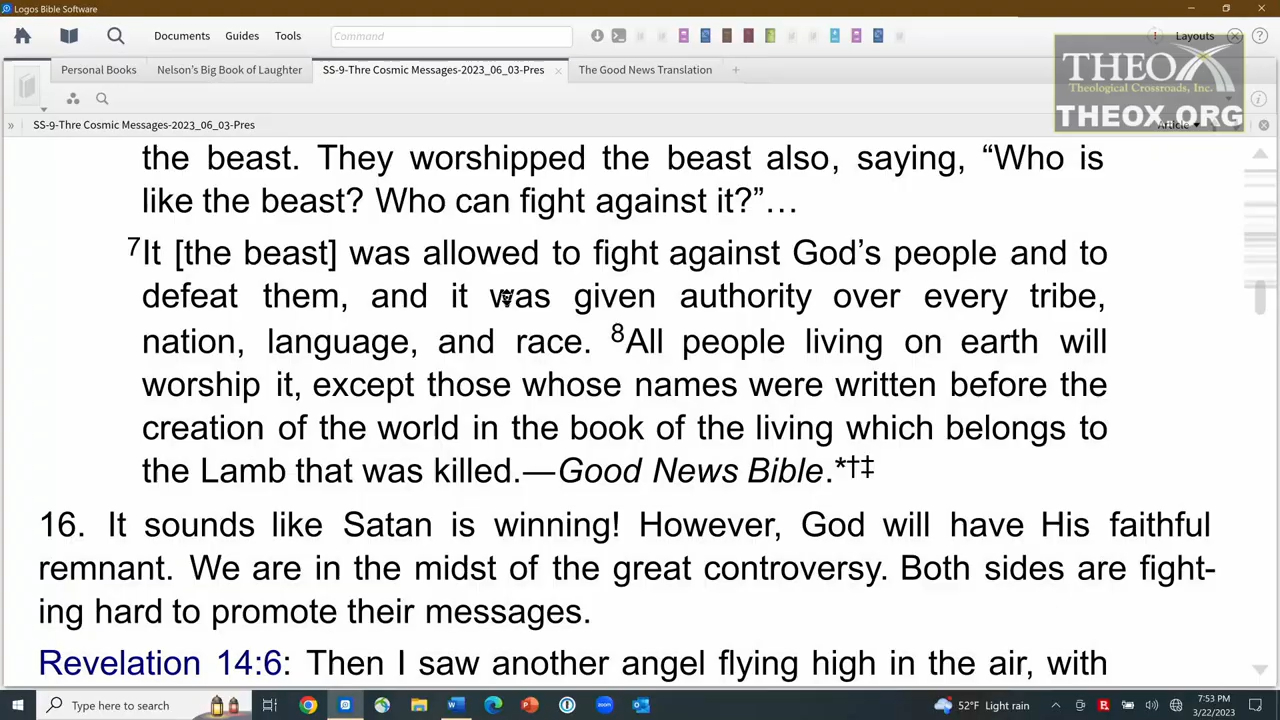 Logos Bible Software
Documents Guides Tools Command Layouts
THEOX
Theological Crossroads, Inc.
THEOX.ORG
Personal Books Nelson's Big Book of Laughter SS-9-Thre Cosmic Messages-2023_06_03-Pres The Good News Translation
SS-9-Thre Cosmic Messages-2023_06_03-Pres Article
the beast. They worshipped the beast also, saying, “Who is
like the beast? Who can fight against it?”…
7It [the beast] was allowed to fight against God’s people and to
defeat them, and it was given authority over every tribe,
nation, language, and race. 8All people living on earth will
worship it, except those whose names were written before the
creation of the world in the book of the living which belongs to
the Lamb that was killed.—Good News Bible.*†‡
16. It sounds like Satan is winning! However, God will have His faithful
remnant. We are in the midst of the great controversy. Both sides are fight-
ing hard to promote their messages.
Revelation 14:6: Then I saw another angel flying high in the air, with
Type here to search 52°F Light rain 7:53 PM
3/22/2023